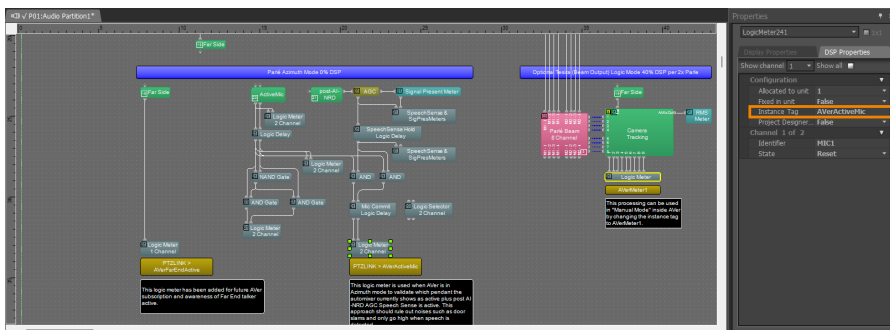 P01:Audio Partition1*
Properties
LogicMeter241
1x1
Display Properties
DSP Properties
Show channel 1
Show all
Configuration
Allocated to unit 1
Fixed in unit False
Instance Tag AVerActiveMic
Project Designer... False
Channel 1 of 2
Identifier MIC1
State Reset
Far Side
Parlé Azimuth Mode 8% DSP
Optional Tesira (Beam Output) Logic Mode 40% DSP per 2x Parle
Far Side
ActiveMic
post-AI-
NRD
AGC
Signal Present Meter
Logic Meter
2 Channel
Logic Delay
SpeechSense &
SigPresMeters
SpeechSense Hold
Logic Delay
SpeechSense &
SigPresMeters
Logic Meter
2 Channel
NAND Gate
AND
AND
AND Gate
AND Gate
Mic Commit
Logic Delay
Logic Selector
2 Channel
Logic Meter
2 Channel
Logic Meter
1 Channel
Logic Meter
2 Channel
PTZLINK >
AVerFarEndActive
PTZLINK > AVerActiveMic
This logic meter has been added for future AVer
subscription and awareness of Far End talker
active.
This logic meter is used when AVer is in
Azimuth mode to validate which pendant the
automixer currently shows as active plus post AI
-NRD AGC Speech Sense is active. This
approach should rule out noises such as door
slams and only go high when speech is
detected.
Far Side
Parlé Beam
8 Channel
Camera
Tracking
RMS
Meter
Logic Meter
AVerMeter1
This processing can be used
in "Manual Mode" inside AVer
by changing the instance tag
to AVerMeter1.